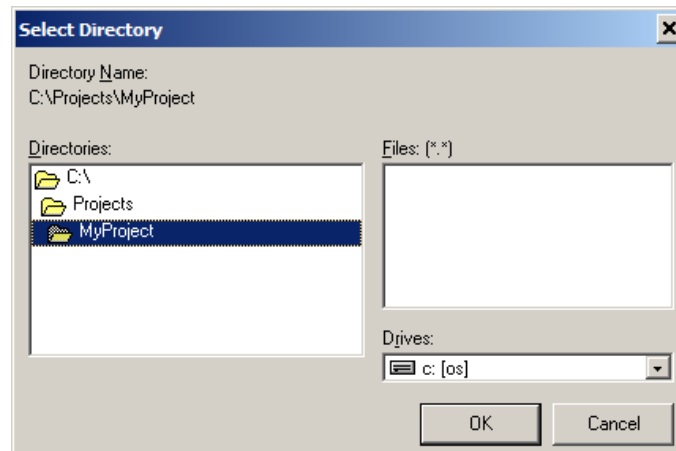 Select Directory
Directory Name:
C:\Projects\MyProject
Directories:
C:\
Projects
MyProject
Files: (*.*)
Drives:
c: [os]
OK
Cancel